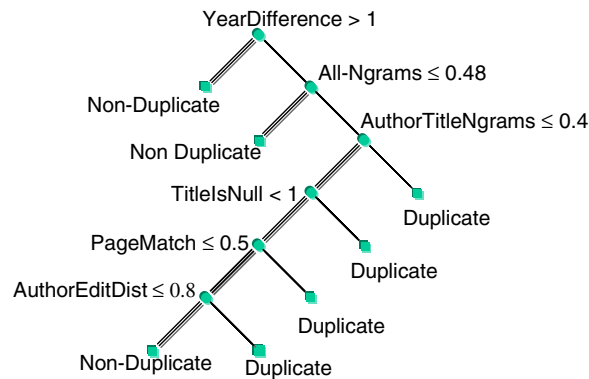 YearDifference > 1
All-Ngrams ≤ 0.48
Non-Duplicate
AuthorTitleNgrams ≤ 0.4
Non Duplicate
TitleIsNull < 1
Duplicate
PageMatch ≤ 0.5
Duplicate
AuthorEditDist ≤ 0.8
Duplicate
Non-Duplicate
Duplicate